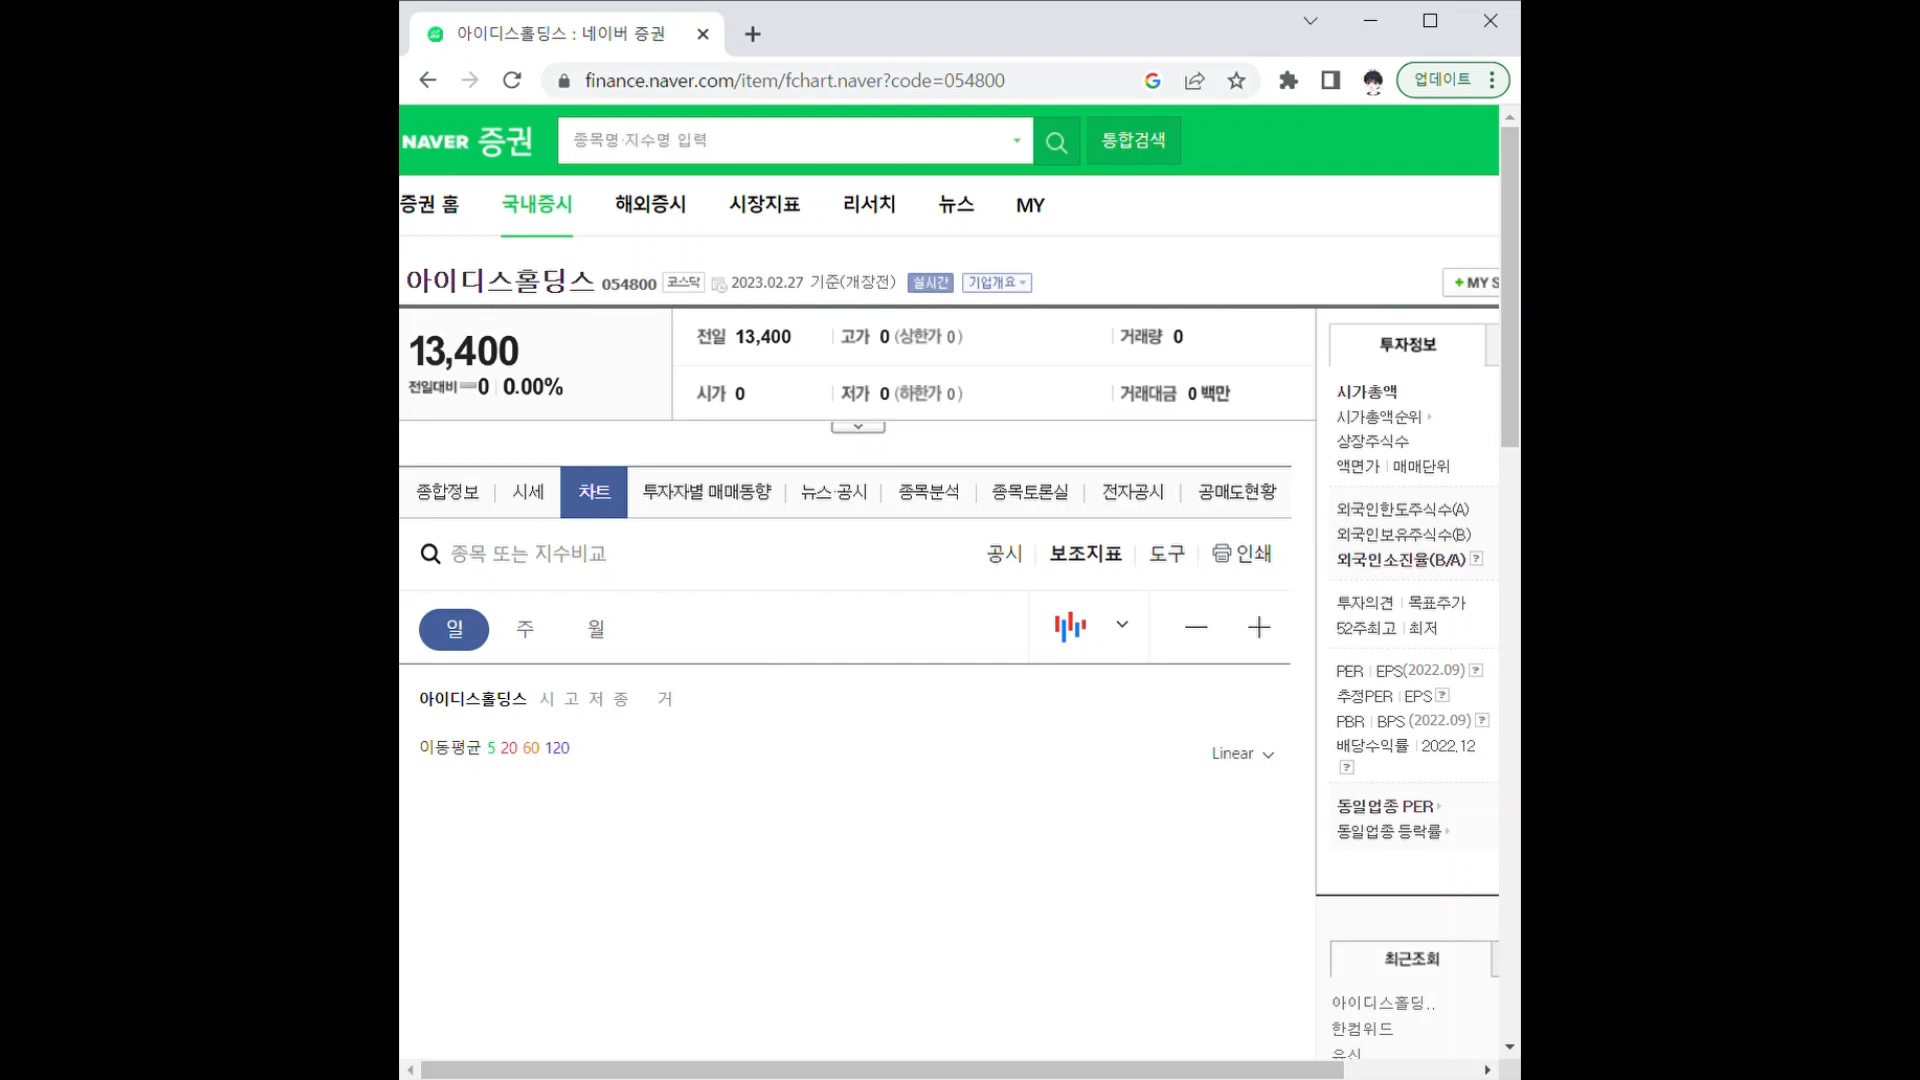 아이디스홀딩스 : 네이버 증권
finance.naver.com/item/fchart.naver?code=054800
업데이트
NAVER 증권
종목명·지수명 입력
통합검색
증권 홈 국내증시 해외증시 시장지표 리서치 뉴스 MY
아이디스홀딩스 054800 코스닥 2023.02.27 기준(개장전) 실시간 기업개요
+ MY S
13,400
전일대비 0 0.00%
전일 13,400 고가 0 (상한가 0) 거래량 0
시가 0 저가 0 (하한가 0) 거래대금 0 백만
종합정보 시세 차트 투자자별 매매동향 뉴스·공시 종목분석 종목토론실 전자공시 공매도현황
종목 또는 지수비교
공시 보조지표 도구 인쇄
일 주 월
아이디스홀딩스 시 고 저 종 거
이동평균 5 20 60 120
Linear
투자정보
시가총액
시가총액순위
상장주식수
액면가 | 매매단위
외국인한도주식수(A)
외국인보유주식수(B)
외국인소진율(B/A) ?
투자의견 | 목표주가
52주최고 | 최저
PER | EPS(2022.09) ?
추정PER | EPS ?
PBR | BPS (2022.09) ?
배당수익률 | 2022.12
?
동일업종 PER
동일업종 등락률
최근조회
아이디스홀딩..
한컴위드
유신